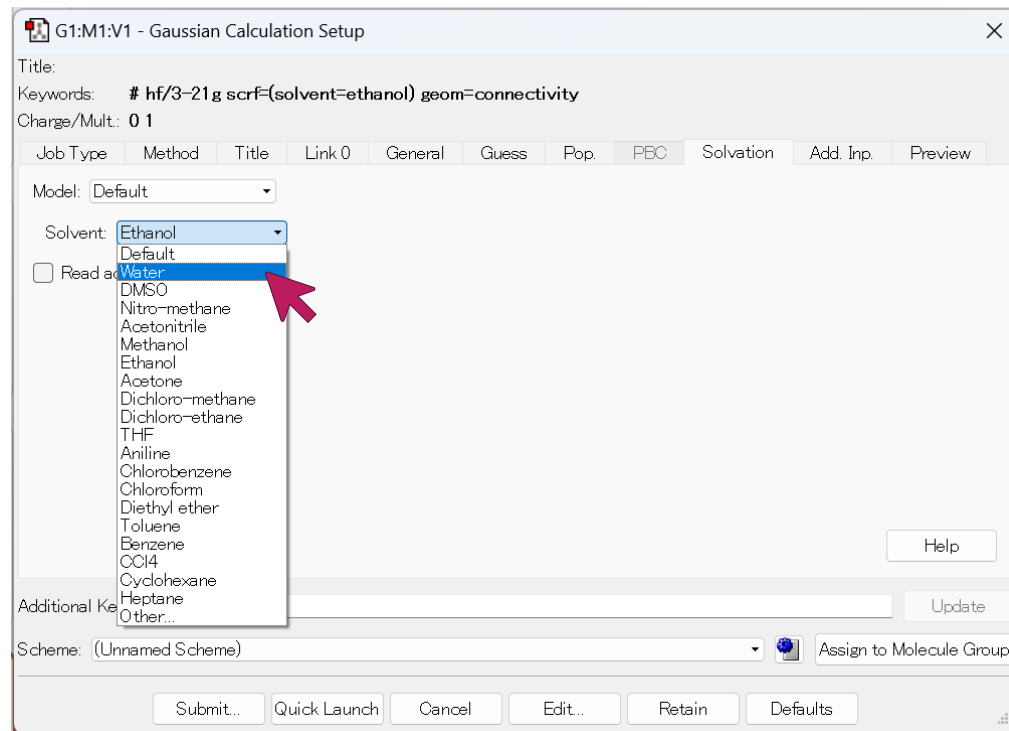 G1:M1:V1 - Gaussian Calculation Setup
Title:
Keywords: # hf/3-21g scrf=(solvent=ethanol) geom=connectivity
Charge/Mult.: 0 1
Job Type Method Title Link 0 General Guess Pop. PBC Solvation Add. Inp. Preview
Model: Default
Solvent: Ethanol
Default
Read Water
DMSO
Nitro-methane
Acetonitrile
Methanol
Ethanol
Acetone
Dichloro-methane
Dichloro-ethane
THF
Aniline
Chlorobenzene
Chloroform
Diethyl ether
Toluene
Benzene
CCl4
Cyclohexane
Help
Heptane
Additional Update
Other...
Scheme: (Unnamed Scheme) Assign to Molecule Group
Submit... Quick Launch Cancel Edit... Retain Defaults